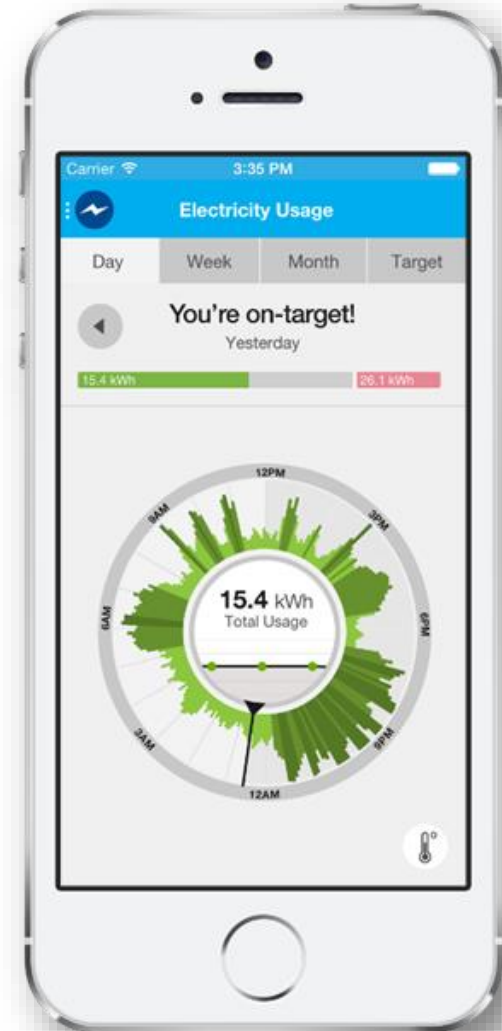 Carrier 3:35 PM
Electricity Usage
Day Week Month Target
You're on-target!
Yesterday
15.4 kWh 26.1 kWh
12PM
9AM 3PM
15.4 kWh
Total Usage
6AM 6PM
3AM 9PM
12AM